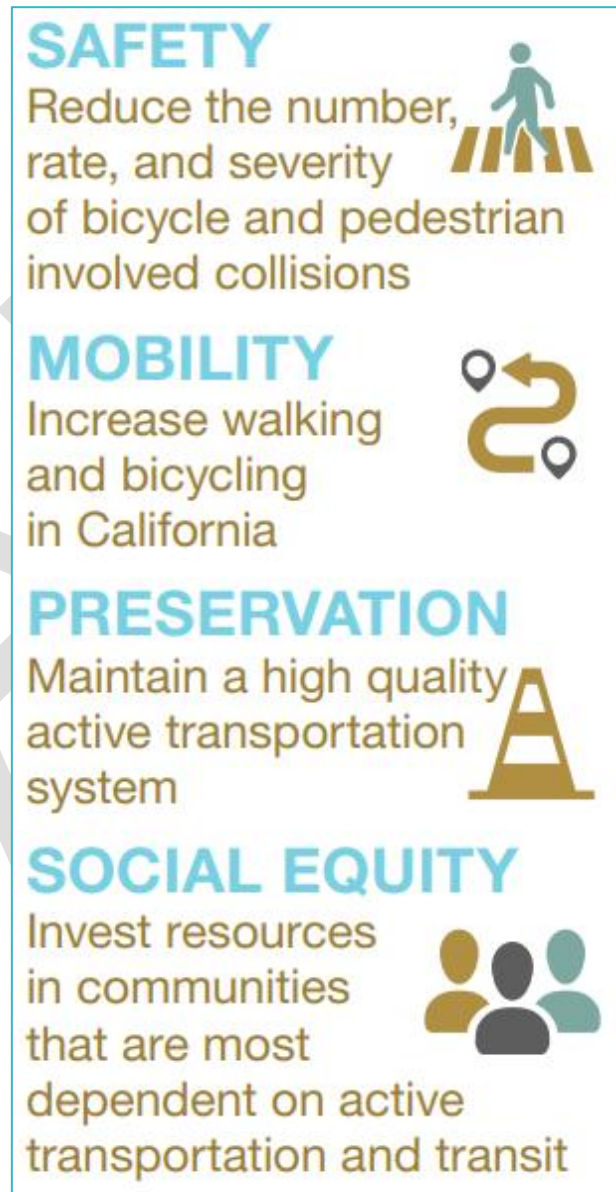 SAFETY
Reduce the number,
rate, and severity
of bicycle and pedestrian
involved collisions
MOBILITY
Increase walking
and bicycling
in California
PRESERVATION
Maintain a high quality
active transportation
system
SOCIAL EQUITY
Invest resources
in communities
that are most
dependent on active
transportation and transit